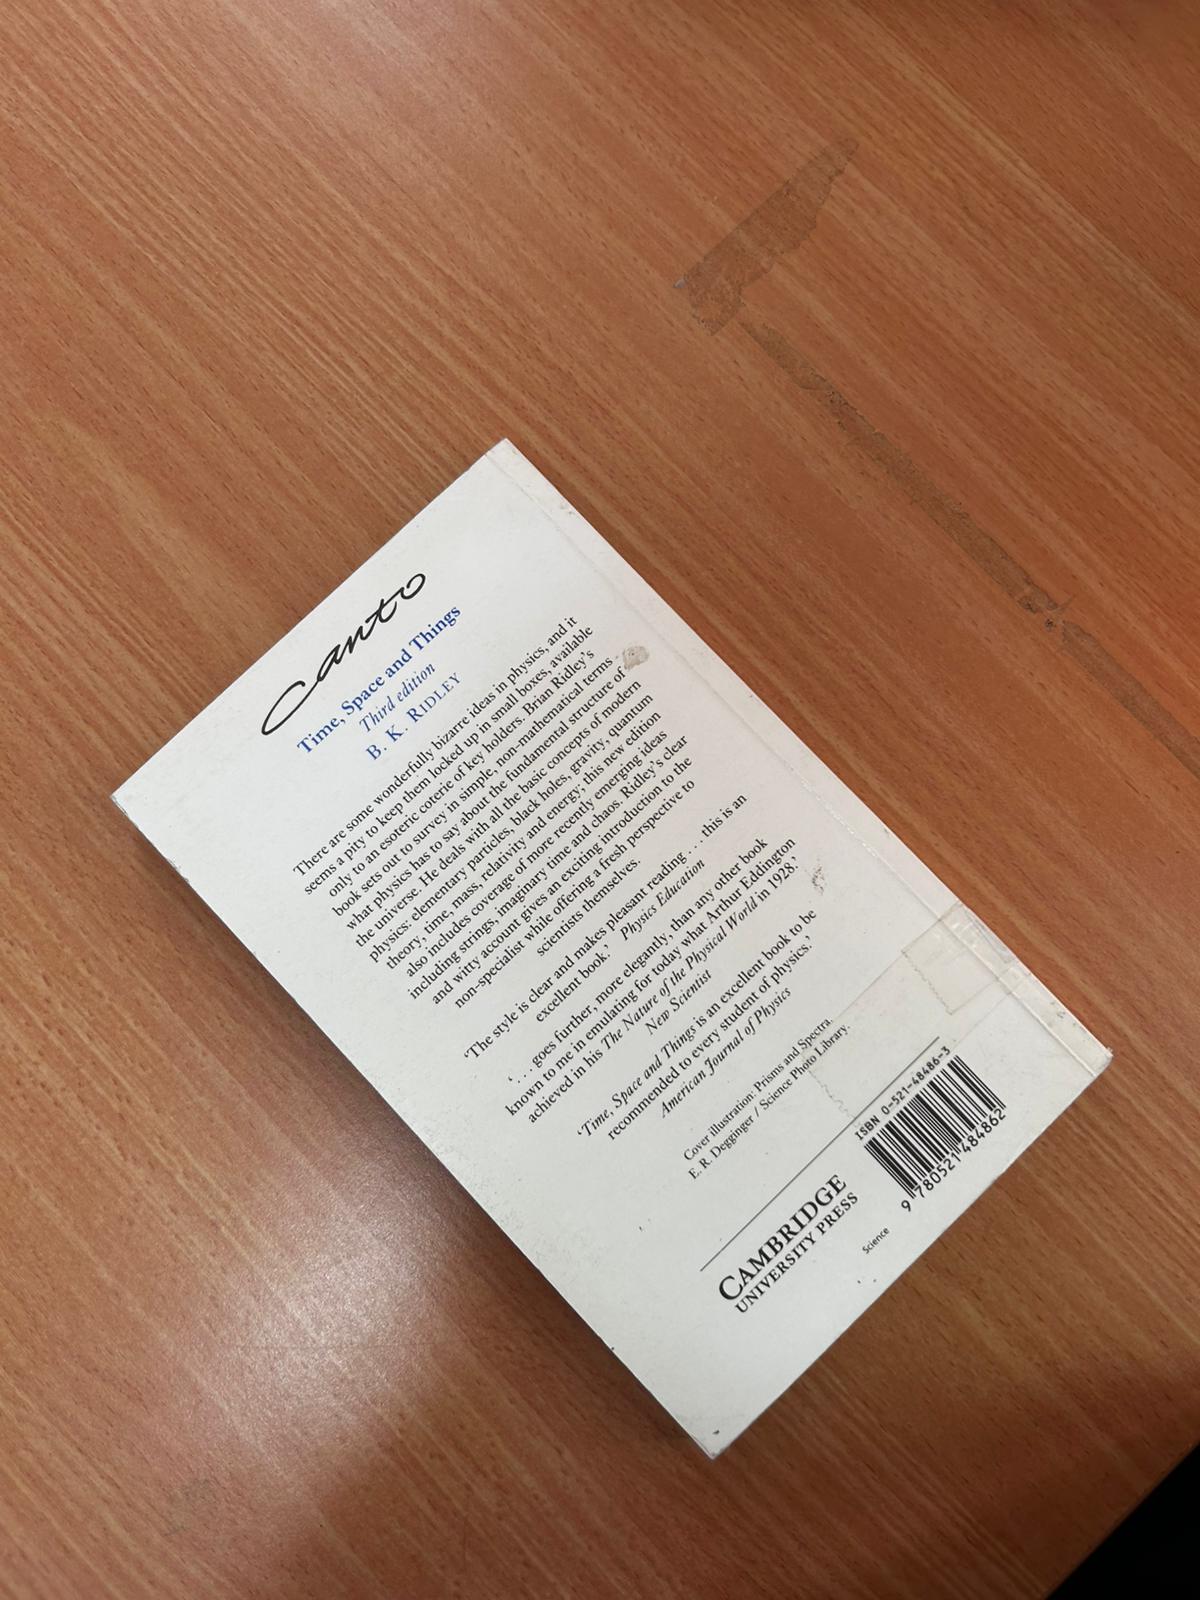 Canto
Time, Space and Things
Third edition
B. K. RIDLEY
There are some wonderfully bizarre ideas in physics, and it
seems a pity to keep them locked up in small boxes, available
only to an esoteric coterie of key holders. Brian Ridley's
book sets out to survey in simple, non-mathematical terms
what physics has to say about the fundamental structure of
the universe. He deals with all the basic concepts of modern
physics: elementary particles, black holes, gravity, quantum
theory, time, mass, relativity and energy; this new edition
also includes coverage of more recently emerging ideas
including strings, imaginary time and chaos. Ridley's clear
and witty account gives an exciting introduction to the
non-specialist while offering a fresh perspective to
scientists themselves.
'The style is clear and makes pleasant reading . . . this is an
excellent book.' Physics Education
'. . . goes further, more elegantly, than any other book
known to me in emulating for today what Arthur Eddington
achieved in his The Nature of the Physical World in 1928.'
New Scientist
'Time, Space and Things is an excellent book to be
recommended to every student of physics.'
American Journal of Physics
Cover illustration: Prisms and Spectra.
E. R. Degginger / Science Photo Library.
CAMBRIDGE
UNIVERSITY PRESS
ISBN 0-521-48486-3
9 780521 484862
Science